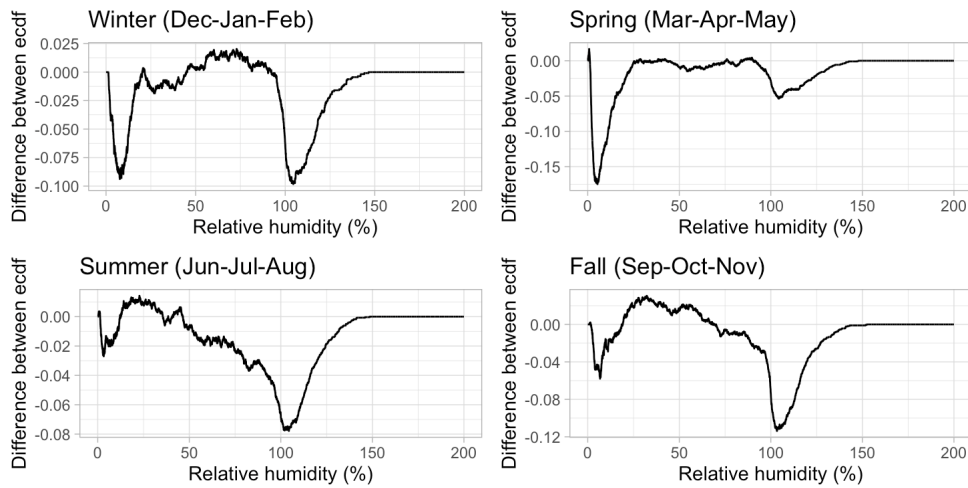 Winter (Dec-Jan-Feb)
Difference between ecdf
0.025
0.000
-0.025
-0.050
-0.075
-0.100
0 50 100 150 200
Relative humidity (%)
Spring (Mar-Apr-May)
Difference between ecdf
0.00
-0.05
-0.10
-0.15
0 50 100 150 200
Relative humidity (%)
Summer (Jun-Jul-Aug)
Difference between ecdf
0.00
-0.02
-0.04
-0.06
-0.08
0 50 100 150 200
Relative humidity (%)
Fall (Sep-Oct-Nov)
Difference between ecdf
0.00
-0.04
-0.08
-0.12
0 50 100 150 200
Relative humidity (%)